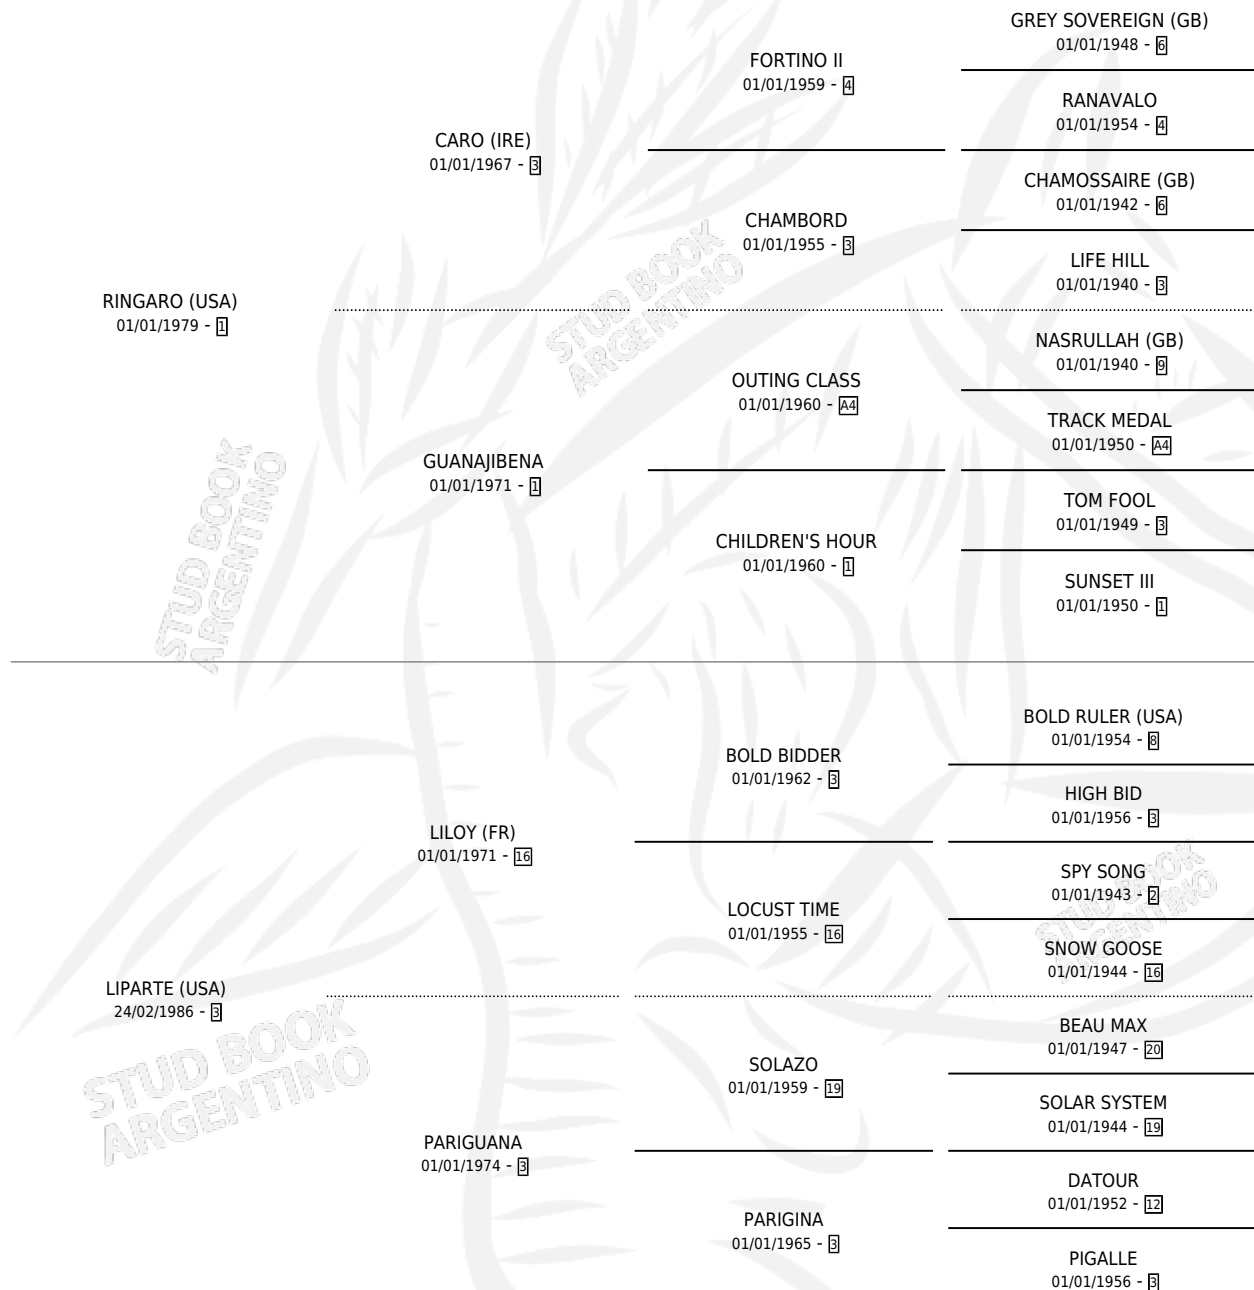 GREY SOVEREIGN (GB)
01/01/1948 - 6
FORTINO II
01/01/1959 - 4
RANAVALO
01/01/1954 - 4
CARO (IRE)
01/01/1967 - 3
CHAMOSSAIRE (GB)
01/01/1942 - 6
CHAMBORD
01/01/1955 - 3
LIFE HILL
01/01/1940 - 3
RINGARO (USA)
01/01/1979 - 1
NASRULLAH (GB)
01/01/1940 - 9
OUTING CLASS
01/01/1960 - A4
TRACK MEDAL
01/01/1950 - A4
GUANAJIBENA
01/01/1971 - 1
TOM FOOL
01/01/1949 - 3
CHILDREN'S HOUR
01/01/1960 - 1
SUNSET III
01/01/1950 - 1
BOLD RULER (USA)
01/01/1954 - 8
BOLD BIDDER
01/01/1962 - 3
HIGH BID
01/01/1956 - 3
LILOY (FR)
01/01/1971 - 16
SPY SONG
01/01/1943 - 2
LOCUST TIME
01/01/1955 - 16
SNOW GOOSE
01/01/1944 - 16
LIPARTE (USA)
24/02/1986 - 3
BEAU MAX
01/01/1947 - 20
SOLAZO
01/01/1959 - 19
SOLAR SYSTEM
01/01/1944 - 19
PARIGUANA
01/01/1974 - 3
DATOUR
01/01/1952 - 12
PARIGINA
01/01/1965 - 3
PIGALLE
01/01/1956 - 3
STUD BOOK
ARGENTINO
STUD BOOK
ARGENTINO
STUD BOOK
ARGENTINO
STUD BOOK
ARGENTINO